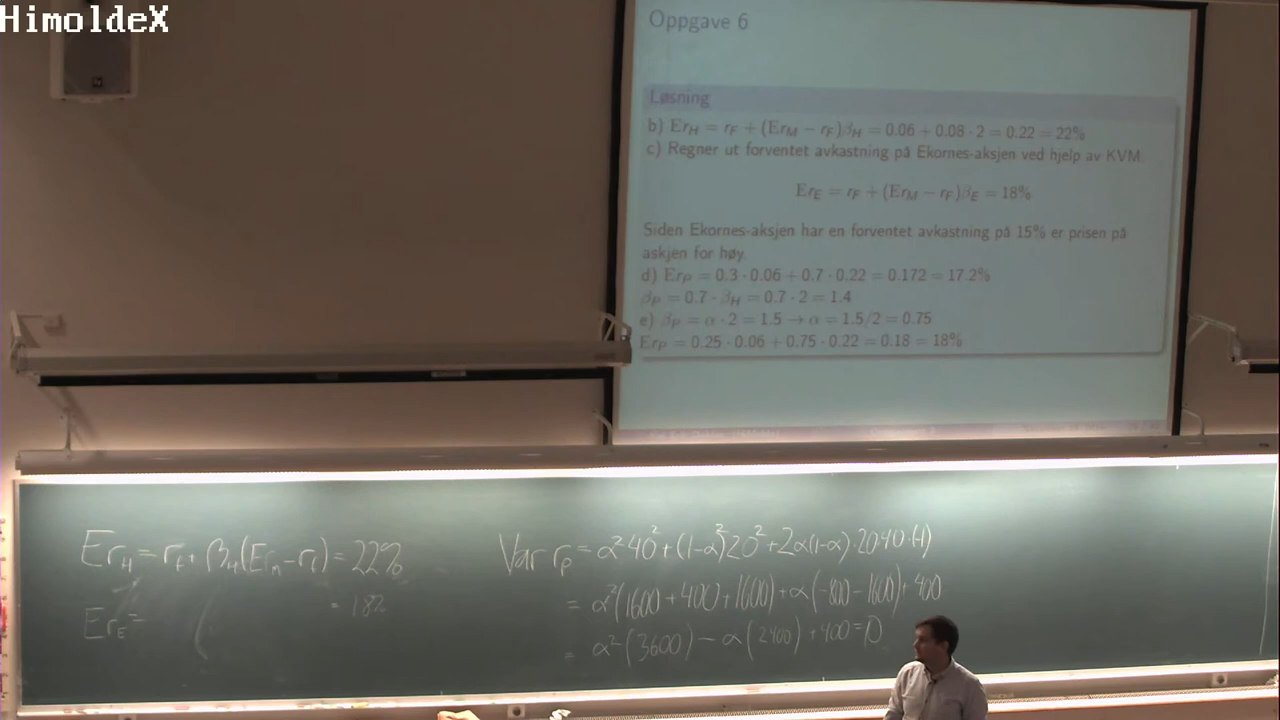 HimoldeX
Oppgave 6
Løsning
b) Er_H = r_F + (Er_M − r_F)β_H = 0.06 + 0.08 · 2 = 0.22 = 22%
c) Regner ut forventet avkastning på Ekornes-aksjen ved hjelp av KVM.
Er_E = r_F + (Er_M − r_F)β_E = 18%
Siden Ekornes-aksjen har en forventet avkastning på 15% er prisen på
askjen for høy.
d) Er_P = 0.3 · 0.06 + 0.7 · 0.22 = 0.172 = 17.2%
β_P = 0.7 · β_H = 0.7 · 2 = 1.4
e) β_P = α · 2 = 1.5 → α = 1.5/2 = 0.75
Er_P = 0.25 · 0.06 + 0.75 · 0.22 = 0.18 = 18%
Er_H = r_f + β_H(Er_m − r_f) = 22%
= 18%
Er_E =
Var r_p = α²40² + (1-α)²20² + 2α(1-α)·20·40·(-1)
= α²(1600 + 400 + 1600) + α(-800 − 1600) + 400
= α²(3600) − α(2400) + 400 = 0